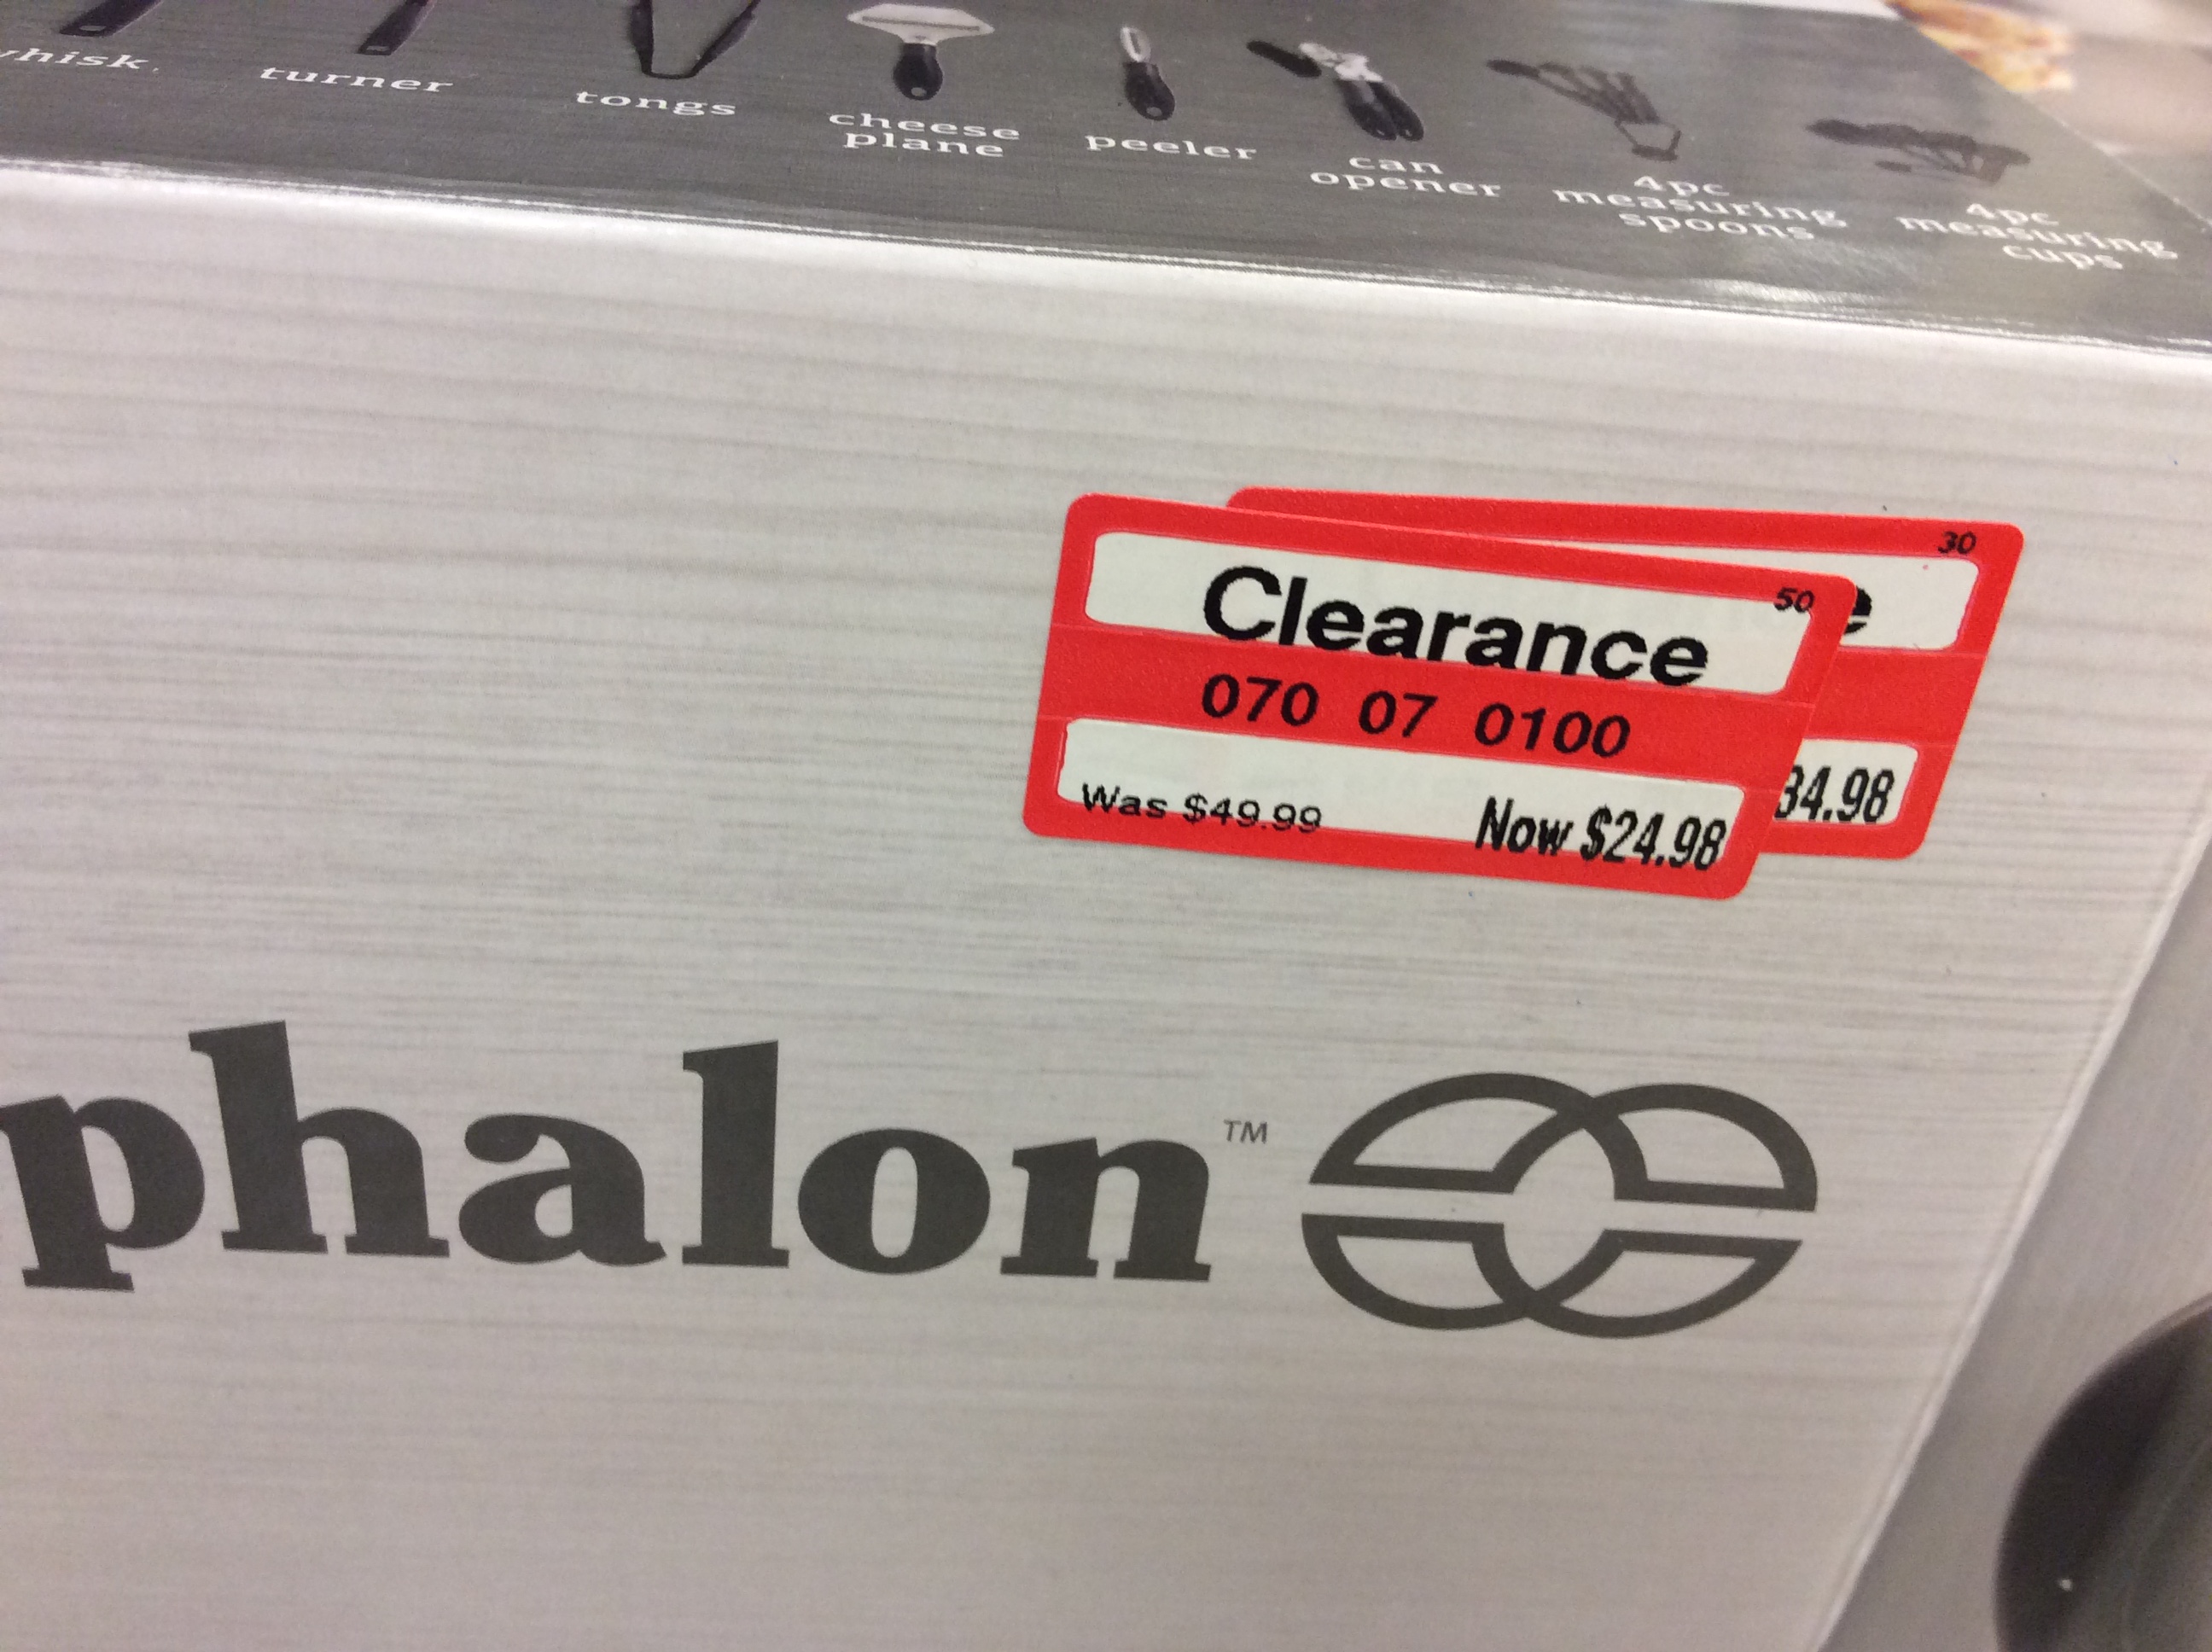 whisk
turner
tongs
cheese
plane
peeler
can
opener
4pc
measuring
spoons
4pc
measuring
cups
30
e
34.98
50
Clearance
070 07 0100
Was $49.99 Now $24.98
phalon™